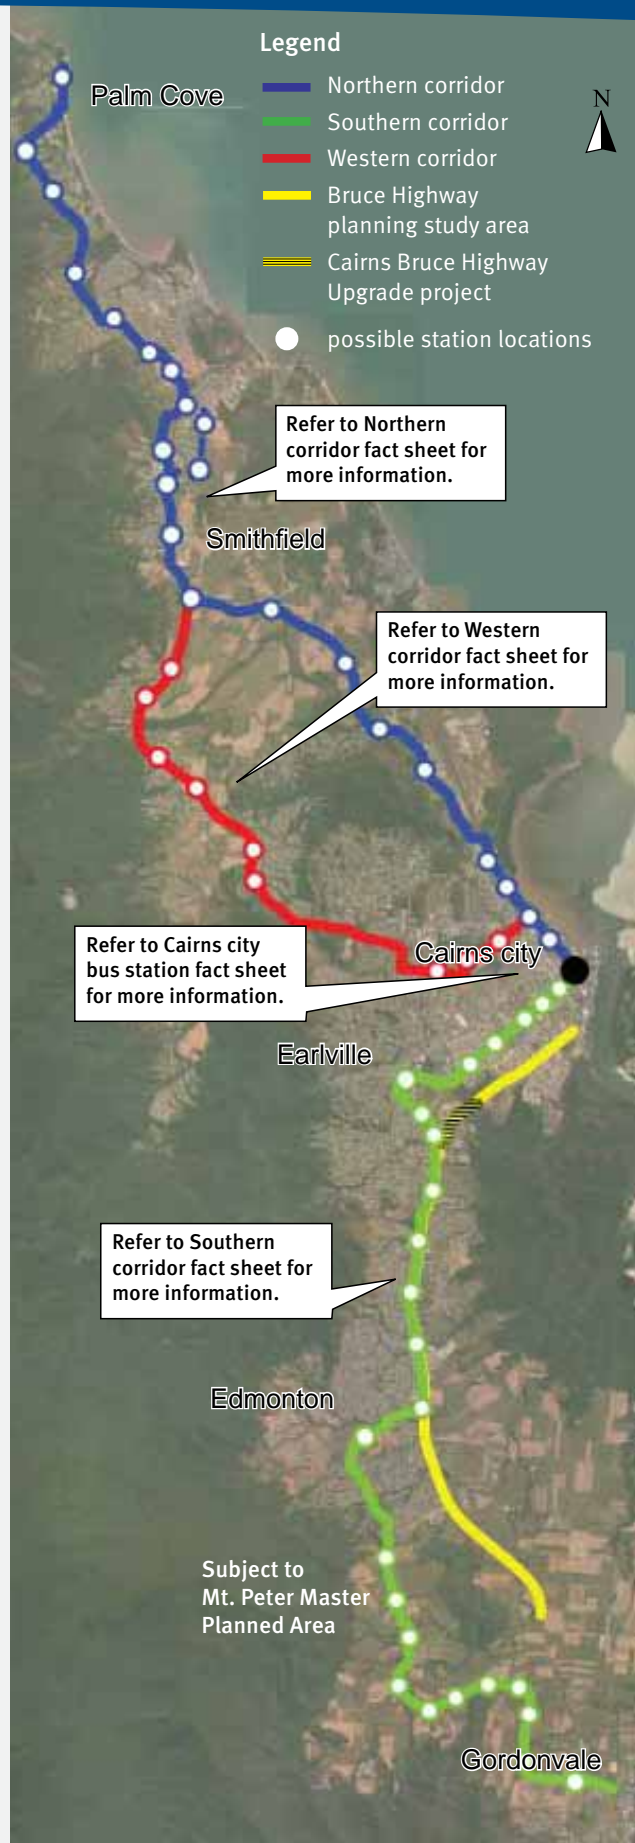 Legend
Palm Cove
Northern corridor
N
Southern corridor
Western corridor
Bruce Highway
planning study area
Cairns Bruce Highway
Upgrade project
possible station locations
Refer to Northern
corridor fact sheet for
more information.
Smithfield
Refer to Western
corridor fact sheet for
more information.
Refer to Cairns city
bus station fact sheet
for more information.
Cairns city
Earlville
Refer to Southern
corridor fact sheet for
more information.
Edmonton
Subject to
Mt. Peter Master
Planned Area
Gordonvale